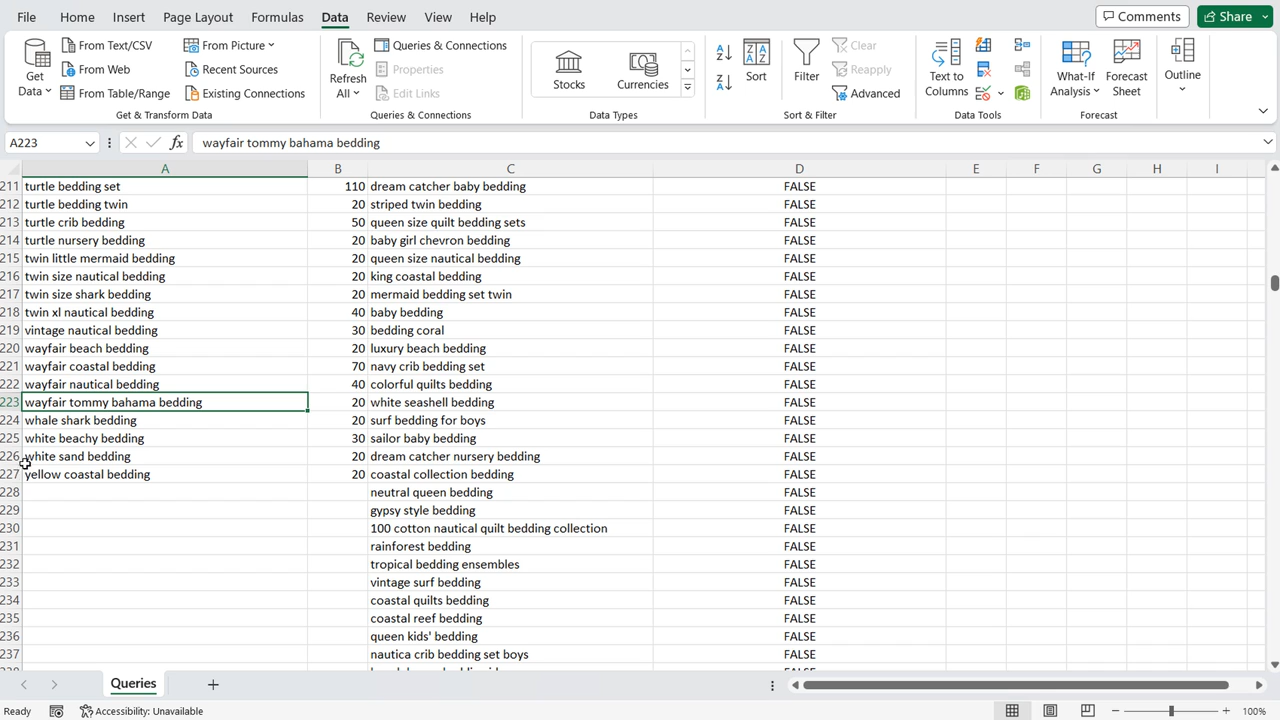 File Home Insert Page Layout Formulas Data Review View Help Comments Share
From Text/CSV From Picture Queries & Connections Clear
Get Data From Web Recent Sources Refresh All Properties Stocks Currencies Sort Filter Reapply Text to Columns What-If Analysis Forecast Sheet Outline
From Table/Range Existing Connections Edit Links Advanced
Get & Transform Data Queries & Connections Data Types Sort & Filter Data Tools Forecast
A223 fx wayfair tommy bahama bedding
A B C D E F G H I
211 turtle bedding set 110 dream catcher baby bedding FALSE
212 turtle bedding twin 20 striped twin bedding FALSE
213 turtle crib bedding 50 queen size quilt bedding sets FALSE
214 turtle nursery bedding 20 baby girl chevron bedding FALSE
215 twin little mermaid bedding 20 queen size nautical bedding FALSE
216 twin size nautical bedding 20 king coastal bedding FALSE
217 twin size shark bedding 20 mermaid bedding set twin FALSE
218 twin xl nautical bedding 40 baby bedding FALSE
219 vintage nautical bedding 30 bedding coral FALSE
220 wayfair beach bedding 20 luxury beach bedding FALSE
221 wayfair coastal bedding 70 navy crib bedding set FALSE
222 wayfair nautical bedding 40 colorful quilts bedding FALSE
223 wayfair tommy bahama bedding 20 white seashell bedding FALSE
224 whale shark bedding 20 surf bedding for boys FALSE
225 white beachy bedding 30 sailor baby bedding FALSE
226 white sand bedding 20 dream catcher nursery bedding FALSE
227 yellow coastal bedding 20 coastal collection bedding FALSE
228 neutral queen bedding FALSE
229 gypsy style bedding FALSE
230 100 cotton nautical quilt bedding collection FALSE
231 rainforest bedding FALSE
232 tropical bedding ensembles FALSE
233 vintage surf bedding FALSE
234 coastal quilts bedding FALSE
235 coastal reef bedding FALSE
236 queen kids' bedding FALSE
237 nautica crib bedding set boys FALSE
Queries
Ready Accessibility: Unavailable 100%